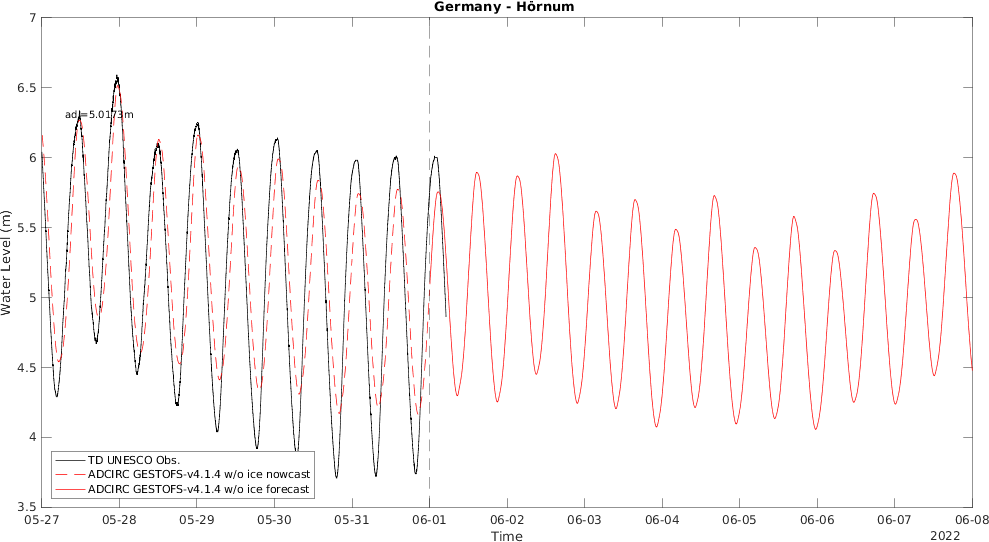 Germany - Hörnum
7
6.5
6
5.5
5
4.5
4
3.5
Water Level (m)
adj=5.0173m
TD UNESCO Obs.
ADCIRC GESTOFS-v4.1.4 w/o ice nowcast
ADCIRC GESTOFS-v4.1.4 w/o ice forecast
05-27 05-28 05-29 05-30 05-31 06-01 06-02 06-03 06-04 06-05 06-06 06-07 06-08
Time
2022